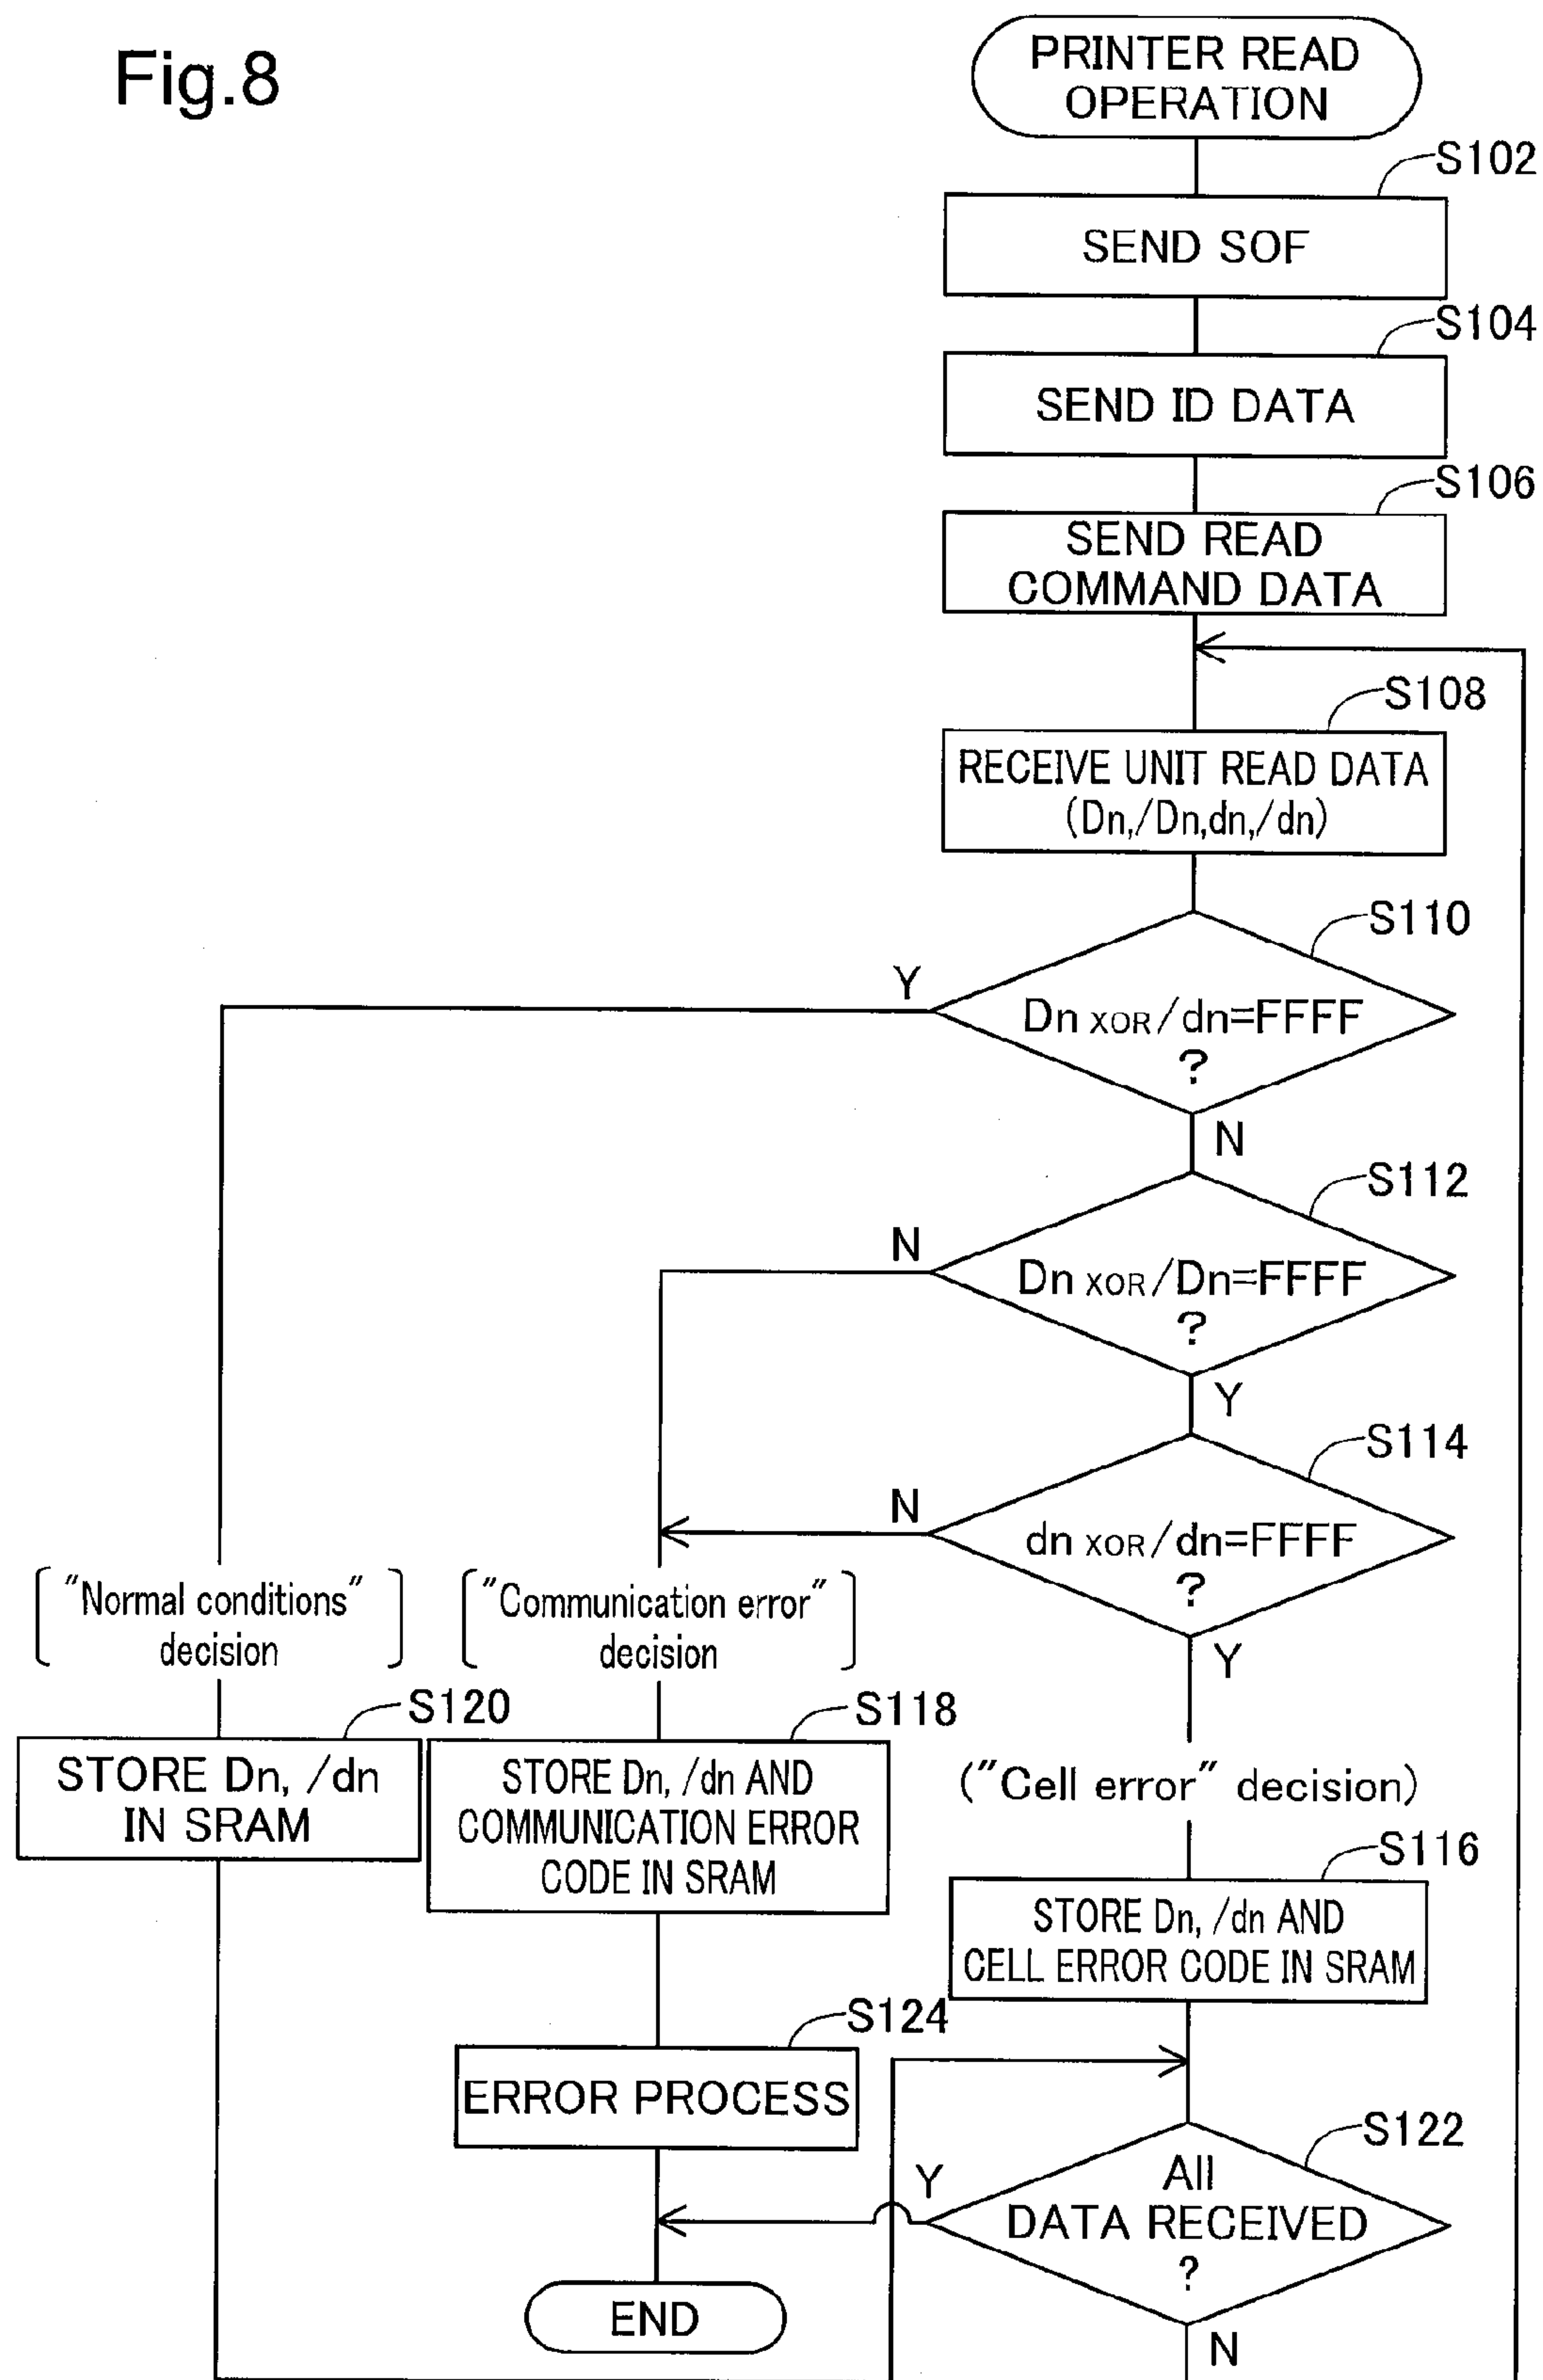 Fig.8
PRINTER READ
OPERATION
S102
SEND SOF
S104
SEND ID DATA
S106
SEND READ
COMMAND DATA
S108
RECEIVE UNIT READ DATA
(Dn,/Dn,dn,/dn)
S110
Y
Dn XOR/dn=FFFF
?
N
S112
N
Dn XOR/Dn=FFFF
?
Y
S114
N
dn XOR/dn=FFFF
?
Y
"Normal conditions"
decision
"Communication error"
decision
S120
STORE Dn, /dn
IN SRAM
S118
STORE Dn, /dn AND
COMMUNICATION ERROR
CODE IN SRAM
("Cell error" decision)
S116
STORE Dn, /dn AND
CELL ERROR CODE IN SRAM
S124
ERROR PROCESS
S122
Y
All
DATA RECEIVED
?
N
END